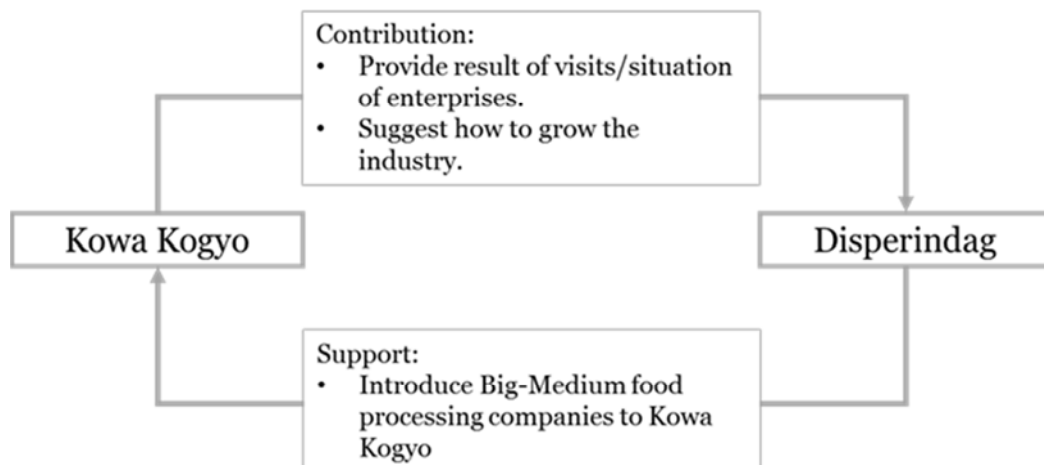 Contribution:
• Provide result of visits/situation
of enterprises.
• Suggest how to grow the
industry.
Kowa Kogyo
Disperindag
Support:
• Introduce Big-Medium food
processing companies to Kowa
Kogyo